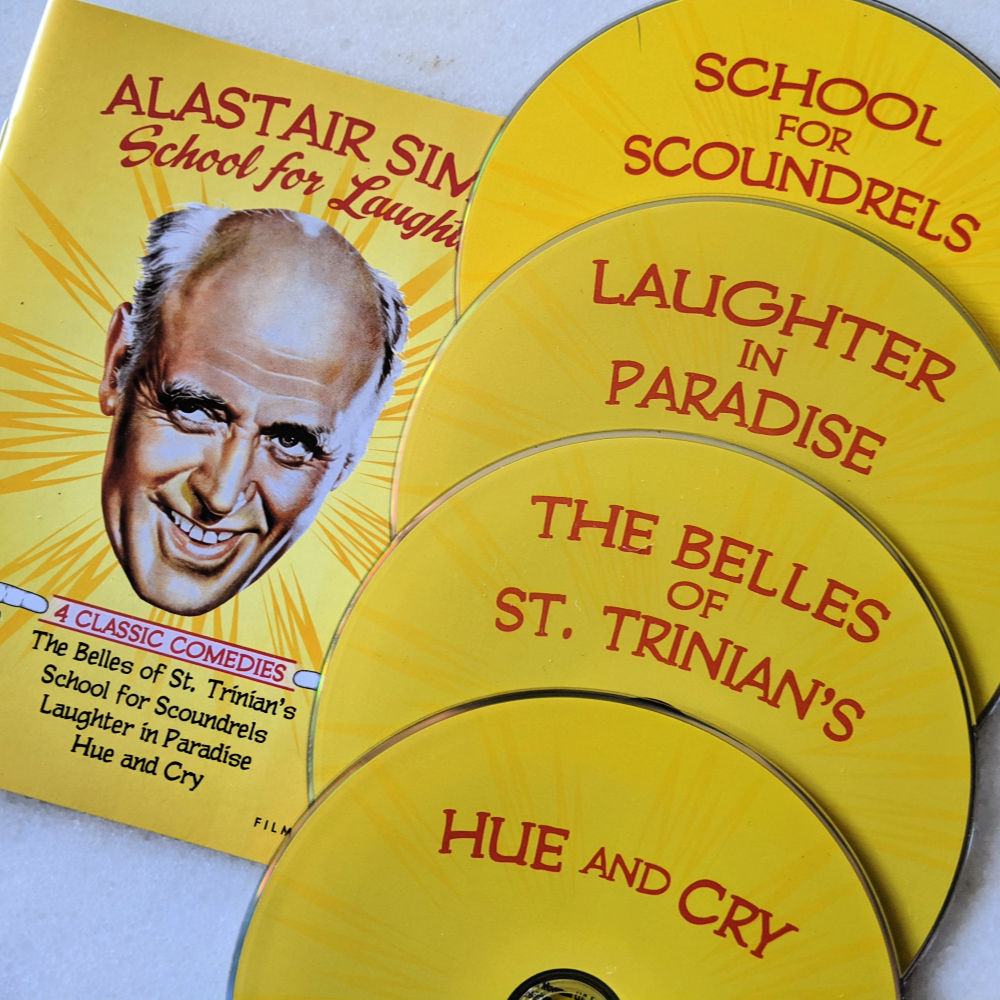 ALASTAIR SIM
School for
4 CLASSIC COMEDIES
The Belles of St. Trinian's
School for Scoundrels
Laughter in Paradise
Hue and Cry
FILM
SCHOOL
FOR
SCOUNDRELS
LAUGHTER
IN
PARADISE
THE BELLES
OF
ST. TRINIAN'S
HUE AND CRY